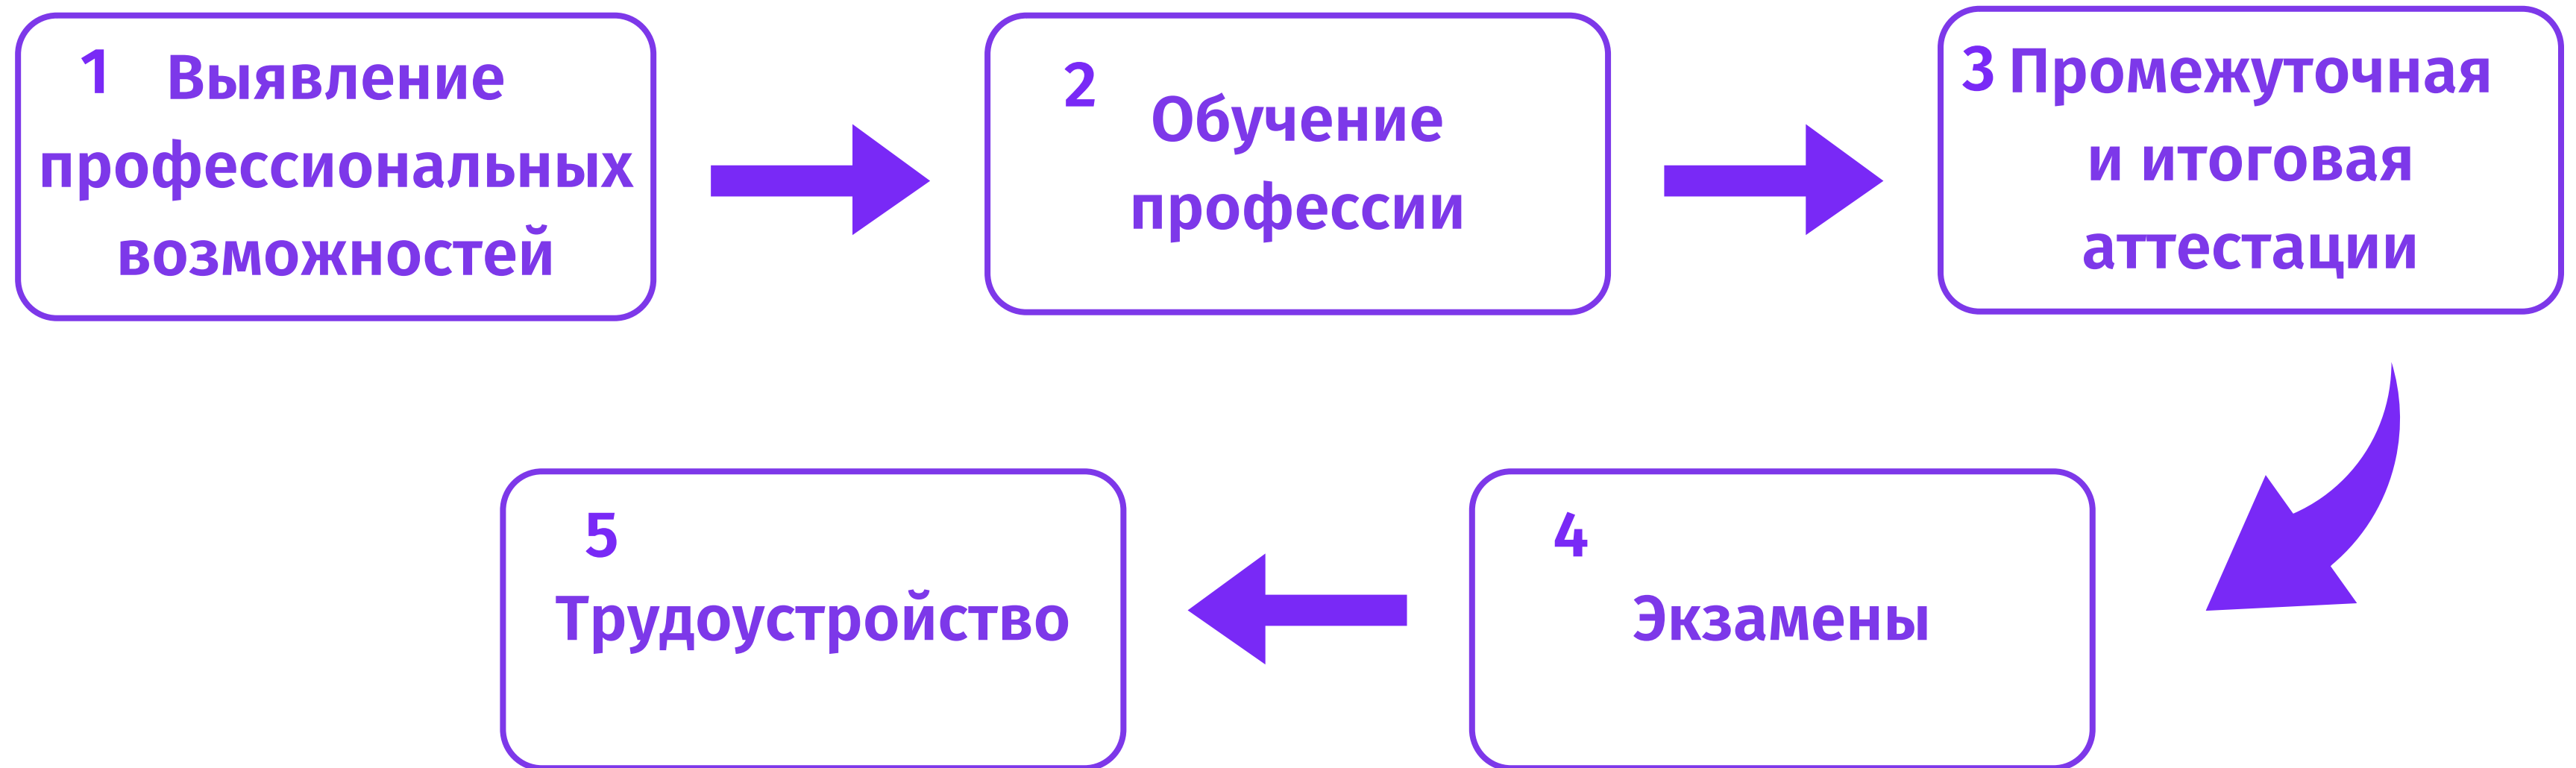 1 Выявление
профессиональных
возможностей
2
Обучение
профессии
3 Промежуточная
и итоговая
аттестации
4
Экзамены
5
Трудоустройство